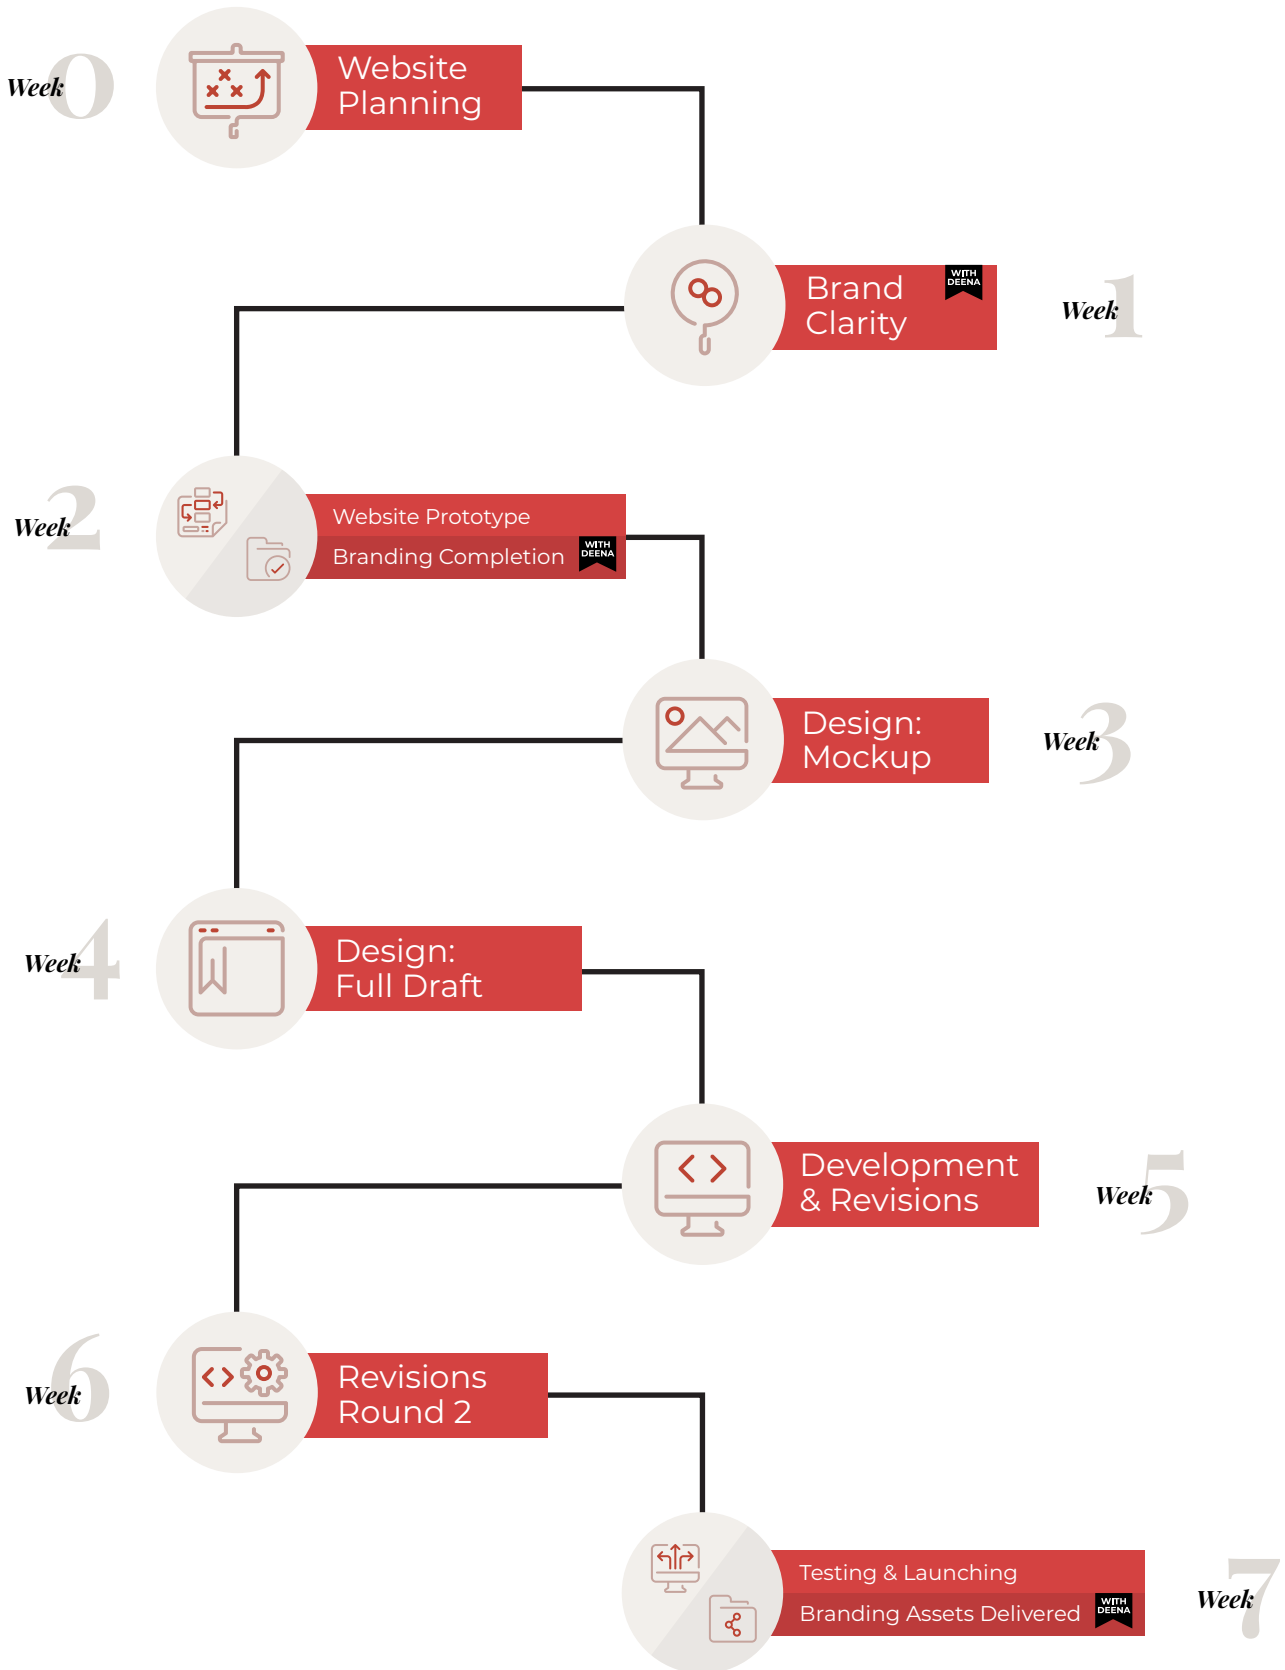 Week 0
Website
Planning
Brand
Clarity
WITH
DEENA
Week 1
Week 2
Website Prototype
Branding Completion
WITH
DEENA
Design:
Mockup
Week 3
Week 4
Design:
Full Draft
Development
& Revisions
Week 5
Week 6
Revisions
Round 2
Testing & Launching
Branding Assets Delivered
WITH
DEENA
Week 7